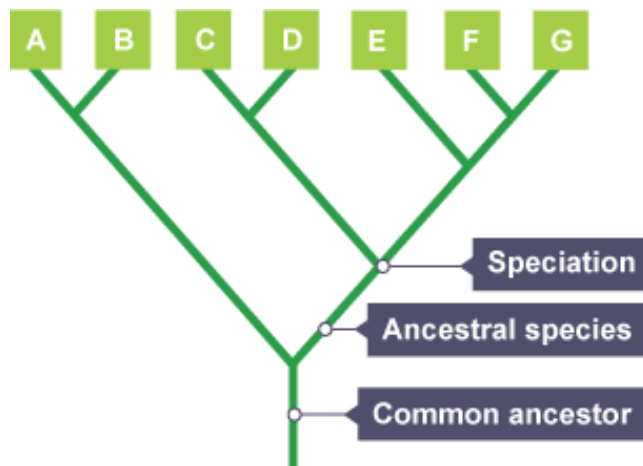 A B C D E F G
Speciation
Ancestral species
Common ancestor